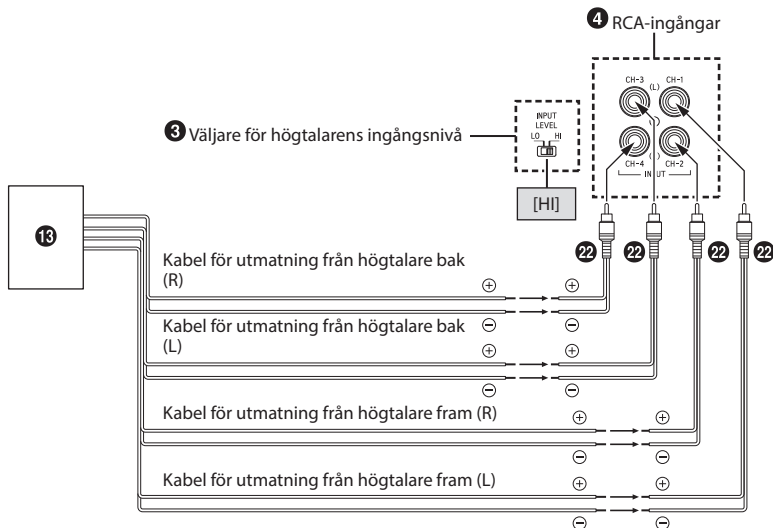 4 RCA-ingångar
CH-3 (L) CH-1
3 Väljare för högtalarens ingångsnivå
INPUT
LEVEL
LO HI
CH-4 CH-2
INPUT
[HI]
13
22 22 22 22
Kabel för utmatning från högtalare bak
(R)
⊕ ⊕
⊖ ⊖
Kabel för utmatning från högtalare bak
(L)
⊕ ⊕
⊖ ⊖
Kabel för utmatning från högtalare fram (R)
⊕ ⊕
⊖ ⊖
Kabel för utmatning från högtalare fram (L)
⊕ ⊕
⊖ ⊖